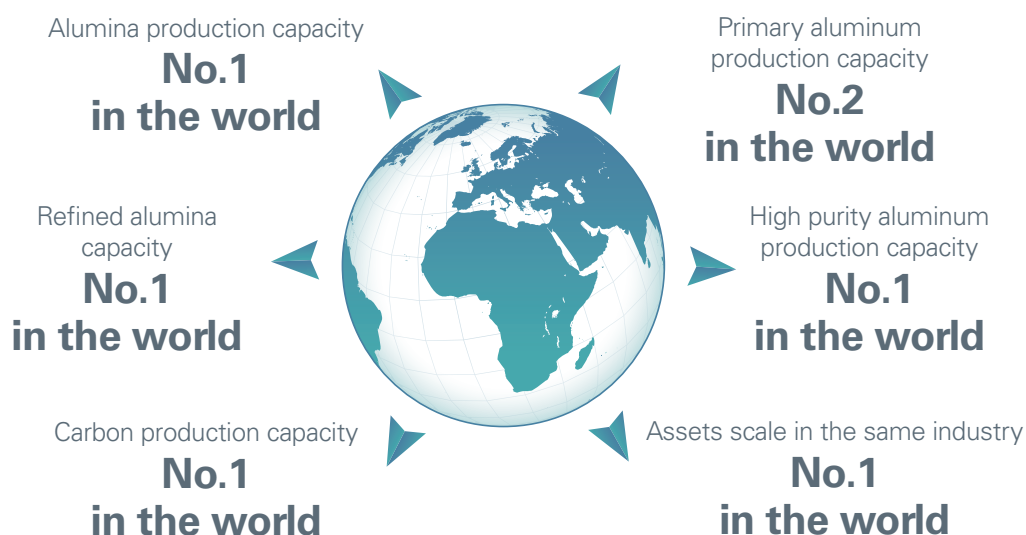 Alumina production capacity
No.1
in the world
Primary aluminum
production capacity
No.2
in the world
Refined alumina
capacity
No.1
in the world
High purity aluminum
production capacity
No.1
in the world
Carbon production capacity
No.1
in the world
Assets scale in the same industry
No.1
in the world